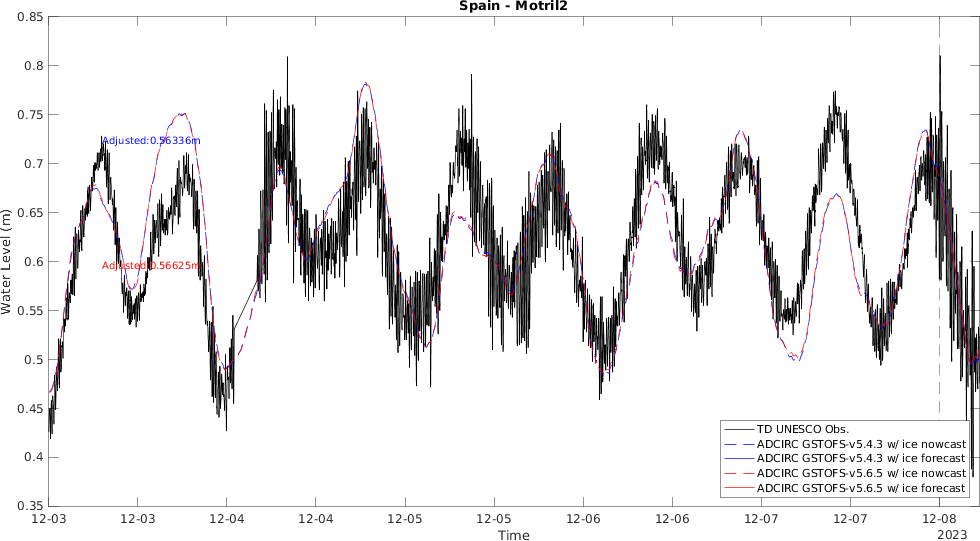 Spain - Motril2
0.85
0.8
0.75
0.7
0.65
0.6
0.55
0.5
0.45
0.4
0.35
Water Level (m)
Adjusted:0.56336m
Adjusted:0.56625m
TD UNESCO Obs.
ADCIRC GSTOFS-v5.4.3 w/ ice nowcast
ADCIRC GSTOFS-v5.4.3 w/ ice forecast
ADCIRC GSTOFS-v5.6.5 w/ ice nowcast
ADCIRC GSTOFS-v5.6.5 w/ ice forecast
12-03 12-03 12-04 12-04 12-05 12-05 12-06 12-06 12-07 12-07 12-08
Time
2023